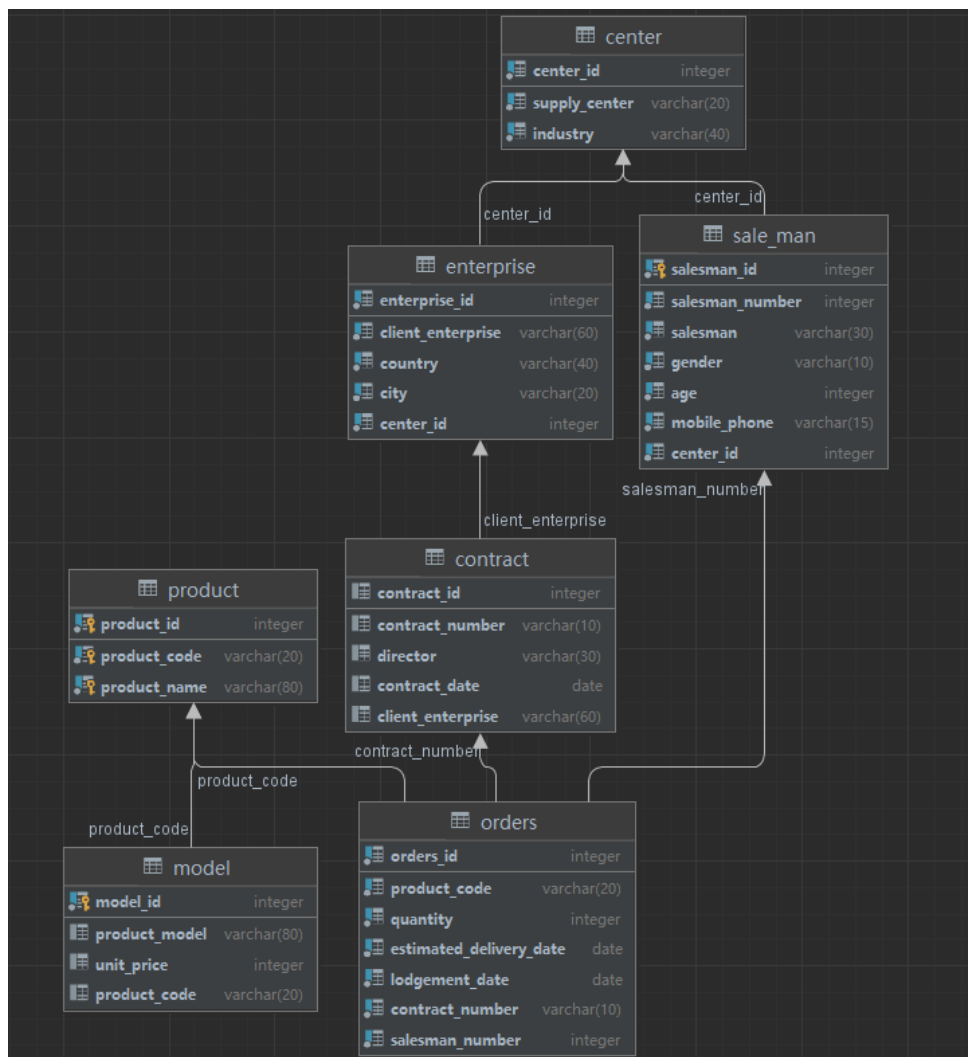 center
center_id integer
supply_center varchar(20)
industry varchar(40)
center_id
center_id
enterprise
enterprise_id integer
client_enterprise varchar(60)
country varchar(40)
city varchar(20)
center_id integer
sale_man
salesman_id integer
salesman_number integer
salesman varchar(30)
gender varchar(10)
age integer
mobile_phone varchar(15)
center_id integer
salesman_number
client_enterprise
product
product_id integer
product_code varchar(20)
product_name varchar(80)
contract
contract_id integer
contract_number varchar(10)
director varchar(30)
contract_date date
client_enterprise varchar(60)
contract_number
product_code
product_code
model
model_id integer
product_model varchar(80)
unit_price integer
product_code varchar(20)
orders
orders_id integer
product_code varchar(20)
quantity integer
estimated_delivery_date date
lodgement_date date
contract_number varchar(10)
salesman_number integer